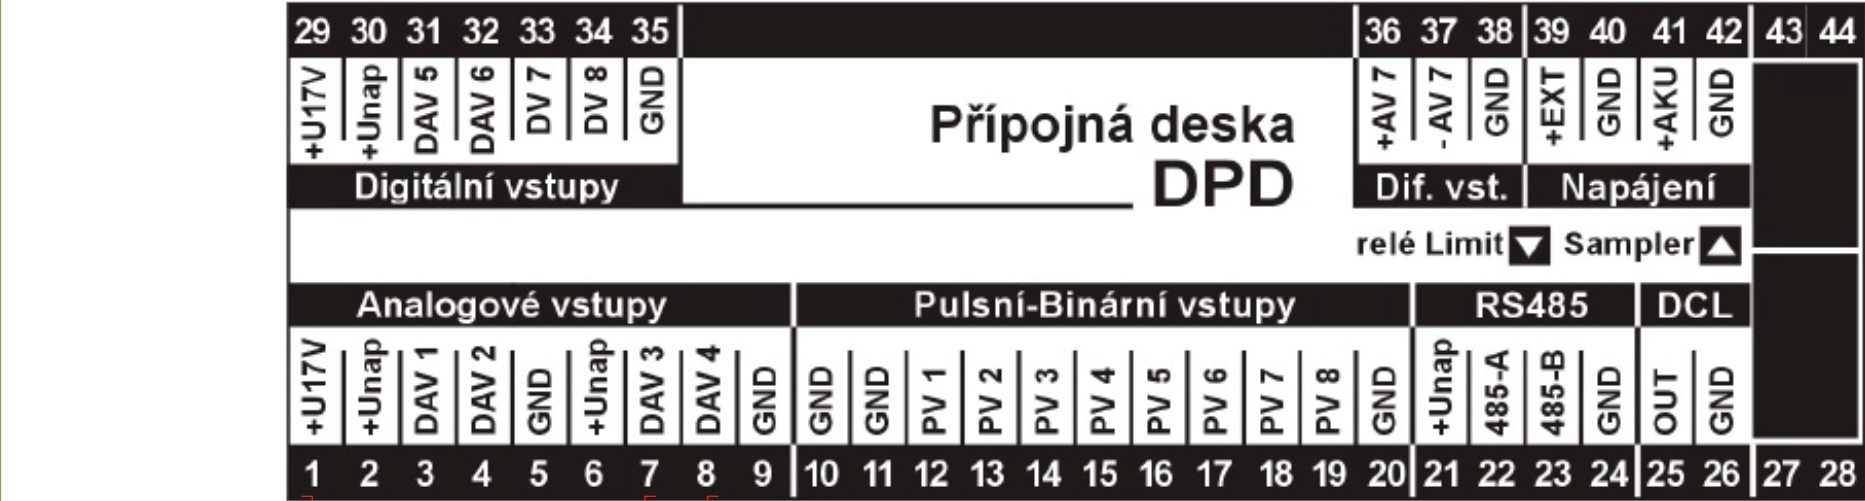 29 30 31 32 33 34 35 36 37 38 39 40 41 42 43 44
+U17V +Unap DAV 5 DAV 6 DV 7 DV 8 GND +AV 7 - AV 7 GND +EXT GND +AKU GND
Přípojná deska
DPD
Digitální vstupy Dif. vst. Napájení
relé Limit ▼ Sampler ▲
Analogové vstupy Pulsní-Binární vstupy RS485 DCL
+U17V +Unap DAV 1 DAV 2 GND +Unap DAV 3 DAV 4 GND GND GND PV 1 PV 2 PV 3 PV 4 PV 5 PV 6 PV 7 PV 8 GND +Unap 485-A 485-B GND OUT GND
1 2 3 4 5 6 7 8 9 10 11 12 13 14 15 16 17 18 19 20 21 22 23 24 25 26 27 28